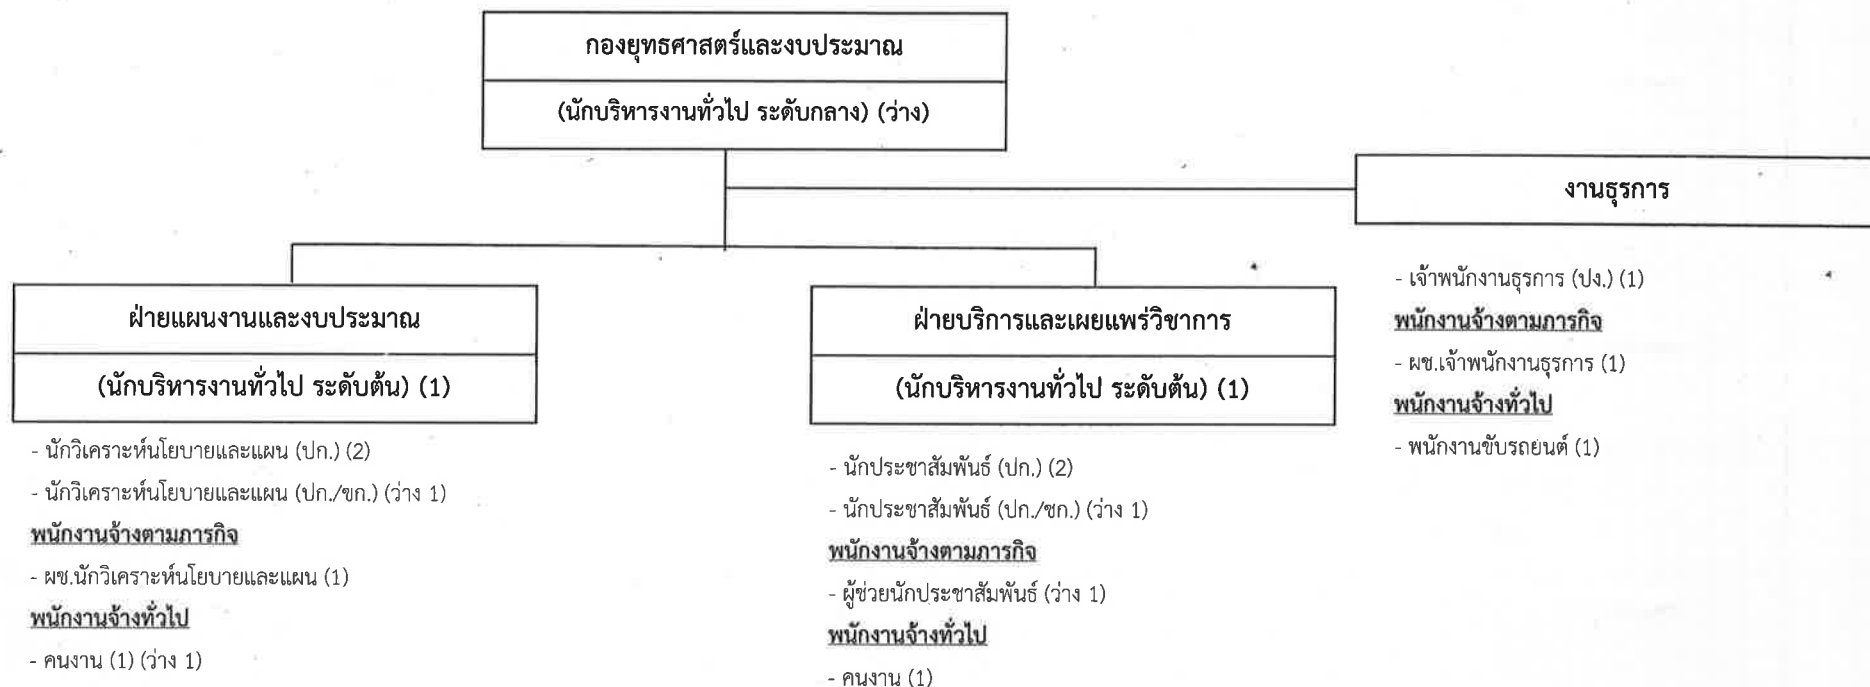 กองยุทธศาสตร์และงบประมาณ
(นักบริหารงานทั่วไป ระดับกลาง) (ว่าง)
งานธุรการ
- เจ้าพนักงานธุรการ (ปง.) (1)
พนักงานจ้างตามภารกิจ
- ผช.เจ้าพนักงานธุรการ (1)
พนักงานจ้างทั่วไป
- พนักงานขับรถยนต์ (1)
ฝ่ายแผนงานและงบประมาณ
(นักบริหารงานทั่วไป ระดับต้น) (1)
- นักวิเคราะห์นโยบายและแผน (ปก.) (2)
- นักวิเคราะห์นโยบายและแผน (ปก./ชก.) (ว่าง 1)
พนักงานจ้างตามภารกิจ
- ผช.นักวิเคราะห์นโยบายและแผน (1)
พนักงานจ้างทั่วไป
- คนงาน (1) (ว่าง 1)
ฝ่ายบริการและเผยแพร่วิชาการ
(นักบริหารงานทั่วไป ระดับต้น) (1)
- นักประชาสัมพันธ์ (ปก.) (2)
- นักประชาสัมพันธ์ (ปก./ชก.) (ว่าง 1)
พนักงานจ้างตามภารกิจ
- ผู้ช่วยนักประชาสัมพันธ์ (ว่าง 1)
พนักงานจ้างทั่วไป
- คนงาน (1)